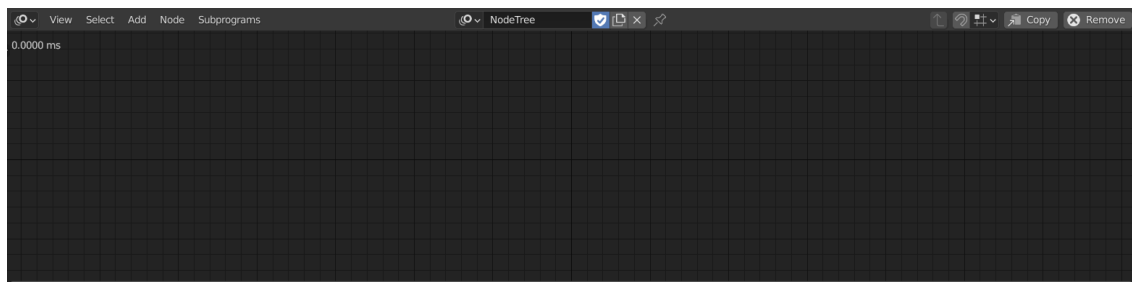 View Select Add Node Subprograms NodeTree Copy Remove
0.0000 ms